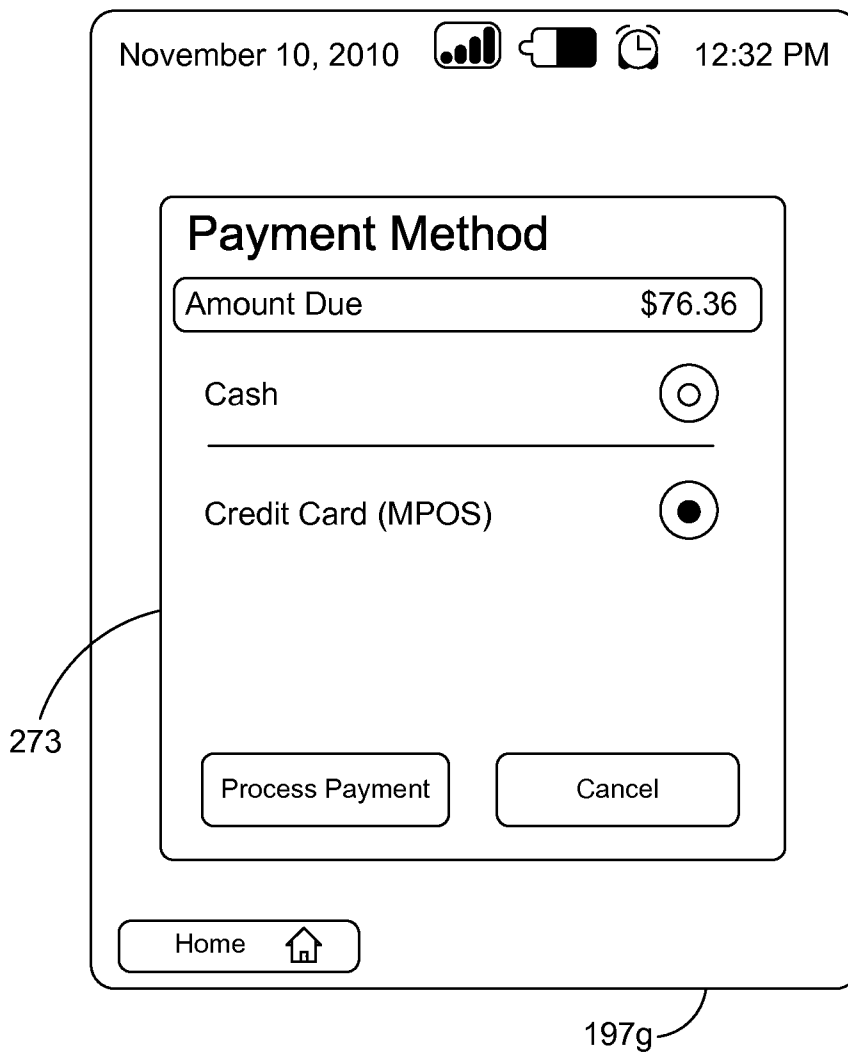 November 10, 2010 12:32 PM
Payment Method
Amount Due $76.36
Cash
Credit Card (MPOS)
273
Process Payment Cancel
Home
197g